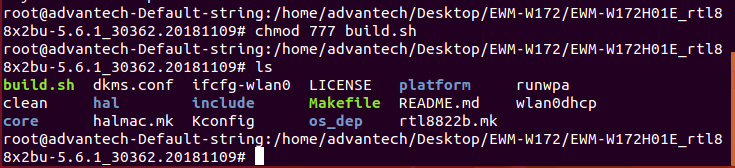 root@advantech-Default-string:/home/advantech/Desktop/EWM-W172/EWM-W172H01E_rtl8
8x2bu-5.6.1_30362.20181109# chmod 777 build.sh
root@advantech-Default-string:/home/advantech/Desktop/EWM-W172/EWM-W172H01E_rtl8
8x2bu-5.6.1_30362.20181109# ls
build.sh dkms.conf ifcfg-wlan0 LICENSE platform runwpa
clean hal include Makefile README.md wlan0dhcp
core halmac.mk Kconfig os_dep rtl8822b.mk
root@advantech-Default-string:/home/advantech/Desktop/EWM-W172/EWM-W172H01E_rtl8
8x2bu-5.6.1_30362.20181109#